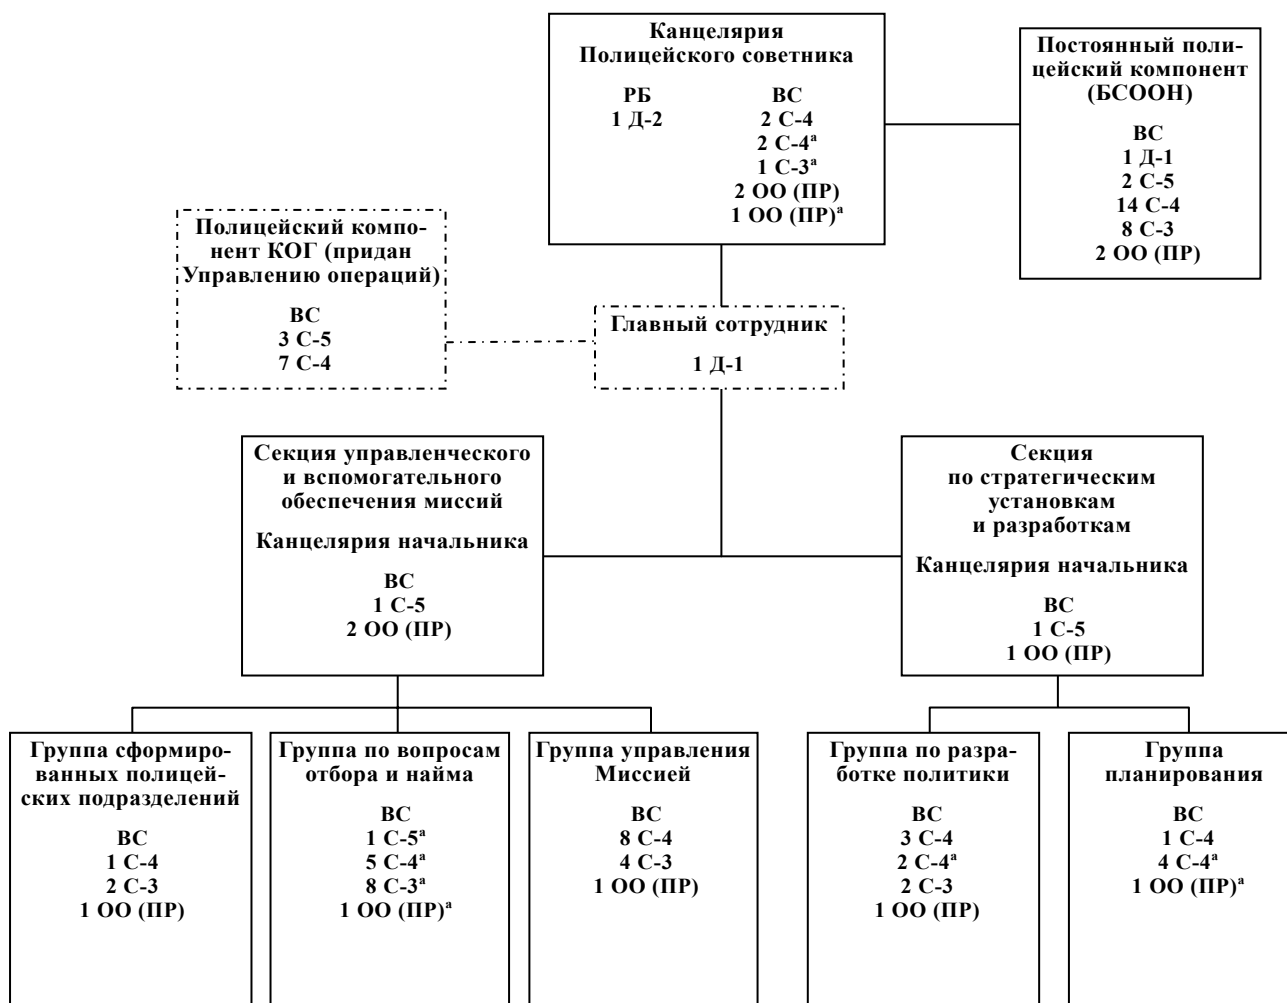 Канцелярия
Полицейского советника
РБ
1 Д-2
ВС
2 С-4
2 С-4ᵃ
1 С-3ᵃ
2 ОО (ПР)
1 ОО (ПР)ᵃ
Постоянный поли-
цейский компонент
(БСООН)
ВС
1 Д-1
2 С-5
14 С-4
8 С-3
2 ОО (ПР)
Полицейский компо-
нент КОГ (придан
Управлению операций)
ВС
3 С-5
7 С-4
Главный сотрудник
1 Д-1
Секция управленческого
и вспомогательного
обеспечения миссий
Канцелярия начальника
ВС
1 С-5
2 ОО (ПР)
Секция
по стратегическим
установкам
и разработкам
Канцелярия начальника
ВС
1 С-5
1 ОО (ПР)
Группа сформиро-
ванных полицей-
ских подразделений
ВС
1 С-4
2 С-3
1 ОО (ПР)
Группа по вопросам
отбора и найма
ВС
1 С-5ᵃ
5 С-4ᵃ
8 С-3ᵃ
1 ОО (ПР)ᵃ
Группа управления
Миссией
ВС
8 С-4
4 С-3
1 ОО (ПР)
Группа по разра-
ботке политики
ВС
3 С-4
2 С-4ᵃ
2 С-3
1 ОО (ПР)
Группа
планирования
ВС
1 С-4
4 С-4ᵃ
1 ОО (ПР)ᵃ